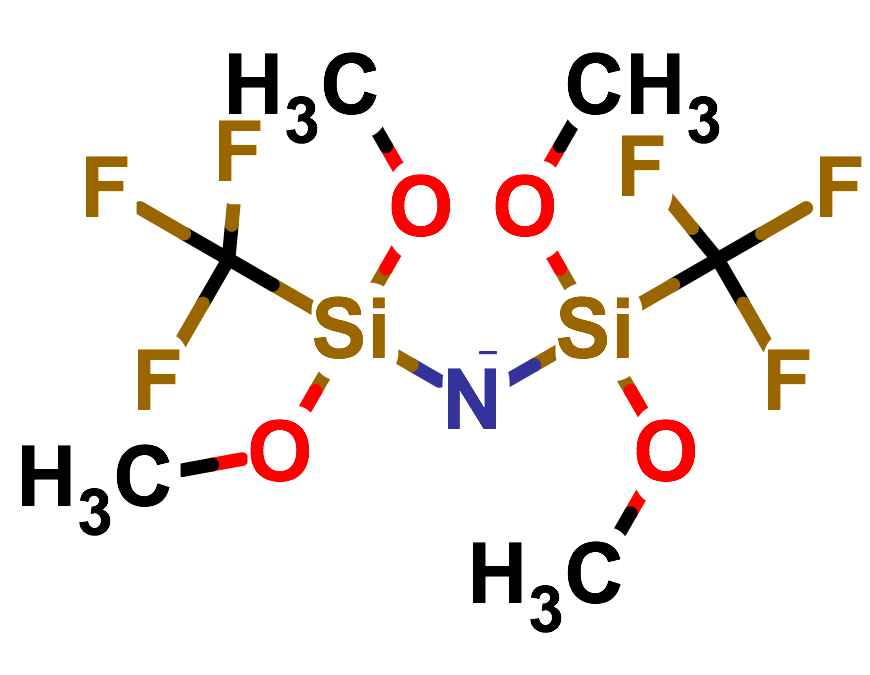 H₃C CH₃
F F F F
O O
Si Si
F N⁻ F
H₃C O O
H₃C